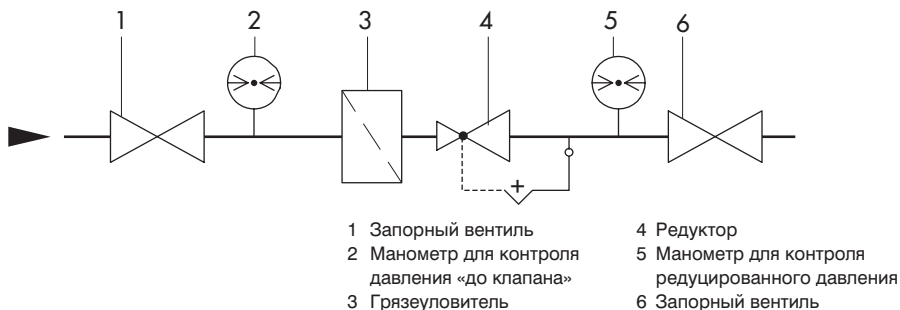 1 2 3 4 5 6
+
1 Запорный вентиль
2 Манометр для контроля
давления «до клапана»
3 Грязеуловитель
4 Редуктор
5 Манометр для контроля
редуцированного давления
6 Запорный вентиль